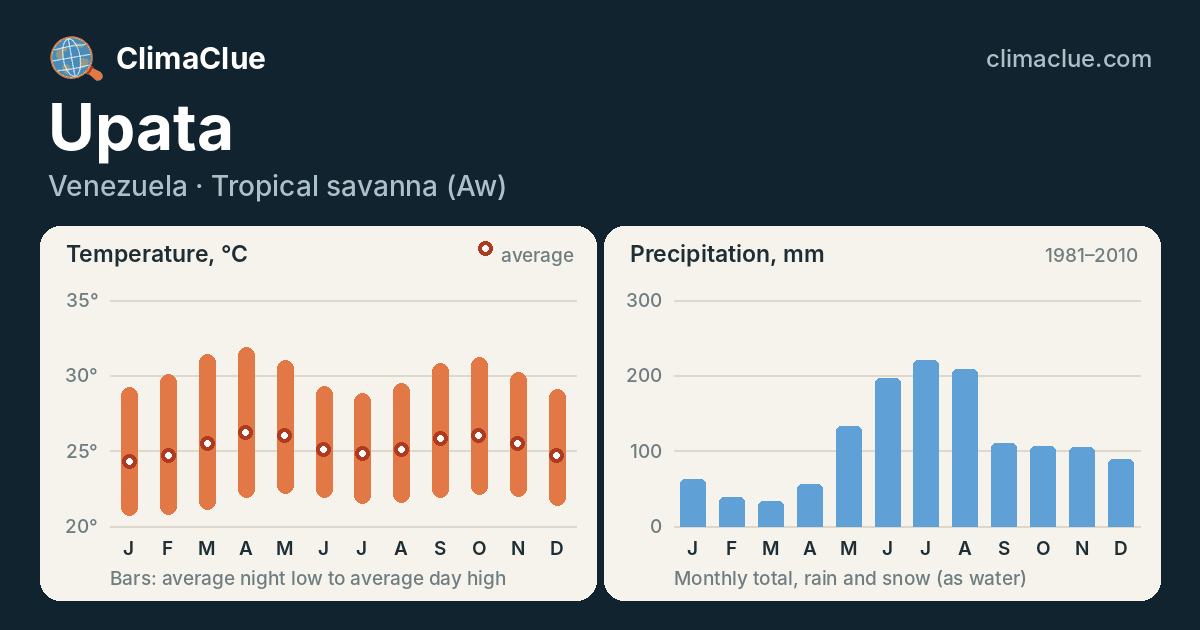 ClimaClue
climaclue.com
Upata
Venezuela · Tropical savanna (Aw)
Temperature, °C
average
35°
30°
25°
20°
J F M A M J J A S O N D
Bars: average night low to average day high
Precipitation, mm
1981–2010
300
200
100
0
J F M A M J J A S O N D
Monthly total, rain and snow (as water)